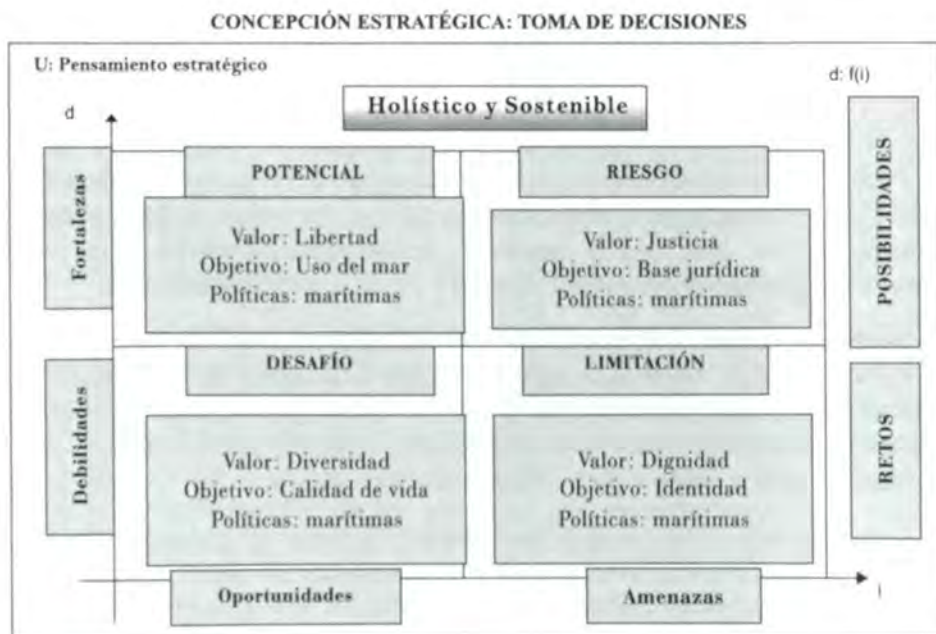 CONCEPCIÓN ESTRATÉGICA: TOMA DE DECISIONES
U: Pensamiento estratégico
d: f(i)
d
Holístico y Sostenible
Fortalezas
POTENCIAL
Valor: Libertad
Objetivo: Uso del mar
Políticas: marítimas
RIESGO
Valor: Justicia
Objetivo: Base jurídica
Políticas: marítimas
POSIBILIDADES
Debilidades
DESAFÍO
Valor: Diversidad
Objetivo: Calidad de vida
Políticas: marítimas
LIMITACIÓN
Valor: Dignidad
Objetivo: Identidad
Políticas: marítimas
RETOS
Oportunidades
Amenazas
i